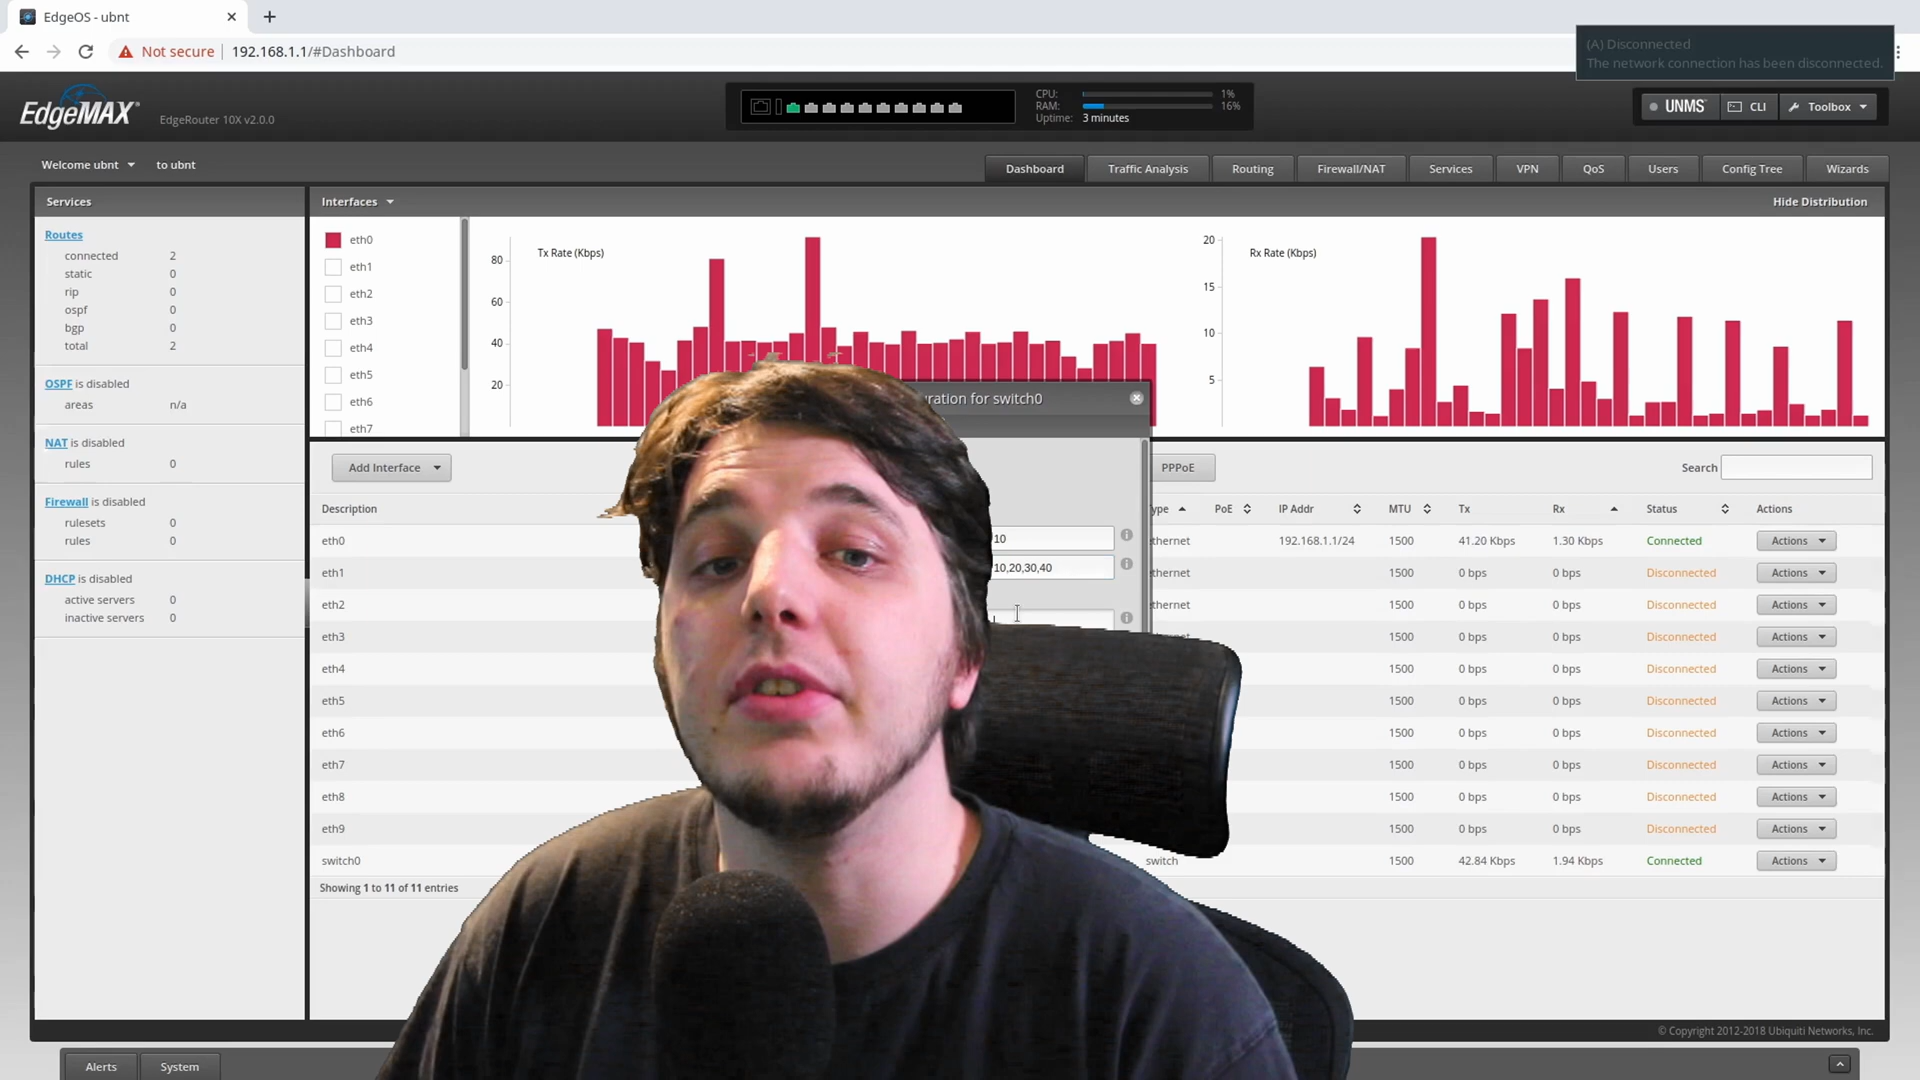 EdgeOS - ubnt
Not secure
192.168.1.1/#Dashboard
(A) Disconnected
The network connection has been disconnected.
EdgeMAX
EdgeRouter 10X v2.0.0
CPU: 1%
RAM: 16%
Uptime: 3 minutes
UNMS
CLI
Toolbox
Welcome ubnt
to ubnt
Dashboard
Traffic Analysis
Routing
Firewall/NAT
Services
VPN
QoS
Users
Config Tree
Wizards
Services
Routes
connected 2
static 0
rip 0
ospf 0
bgp 0
total 2
OSPF is disabled
areas n/a
NAT is disabled
rules 0
Firewall is disabled
rulesets 0
rules 0
DHCP is disabled
active servers 0
inactive servers 0
Interfaces
Hide Distribution
eth0
eth1
eth2
eth3
eth4
eth5
eth6
eth7
Tx Rate (Kbps)
80
60
40
20
Rx Rate (Kbps)
20
15
10
5
for switch0
10
10,20,30,40
Add Interface
PPPoE
Search
Description
PoE
IP Addr
MTU
Tx
Rx
Status
Actions
eth0 192.168.1.1/24 1500 41.20 Kbps 1.30 Kbps Connected Actions
eth1 1500 0 bps 0 bps Disconnected Actions
eth2 1500 0 bps 0 bps Disconnected Actions
eth3 1500 0 bps 0 bps Disconnected Actions
eth4 1500 0 bps 0 bps Disconnected Actions
eth5 1500 0 bps 0 bps Disconnected Actions
eth6 1500 0 bps 0 bps Disconnected Actions
eth7 1500 0 bps 0 bps Disconnected Actions
eth8 1500 0 bps 0 bps Disconnected Actions
eth9 1500 0 bps 0 bps Disconnected Actions
switch0 switch 1500 42.84 Kbps 1.94 Kbps Connected Actions
Showing 1 to 11 of 11 entries
© Copyright 2012-2018 Ubiquiti Networks, Inc.
Alerts
System